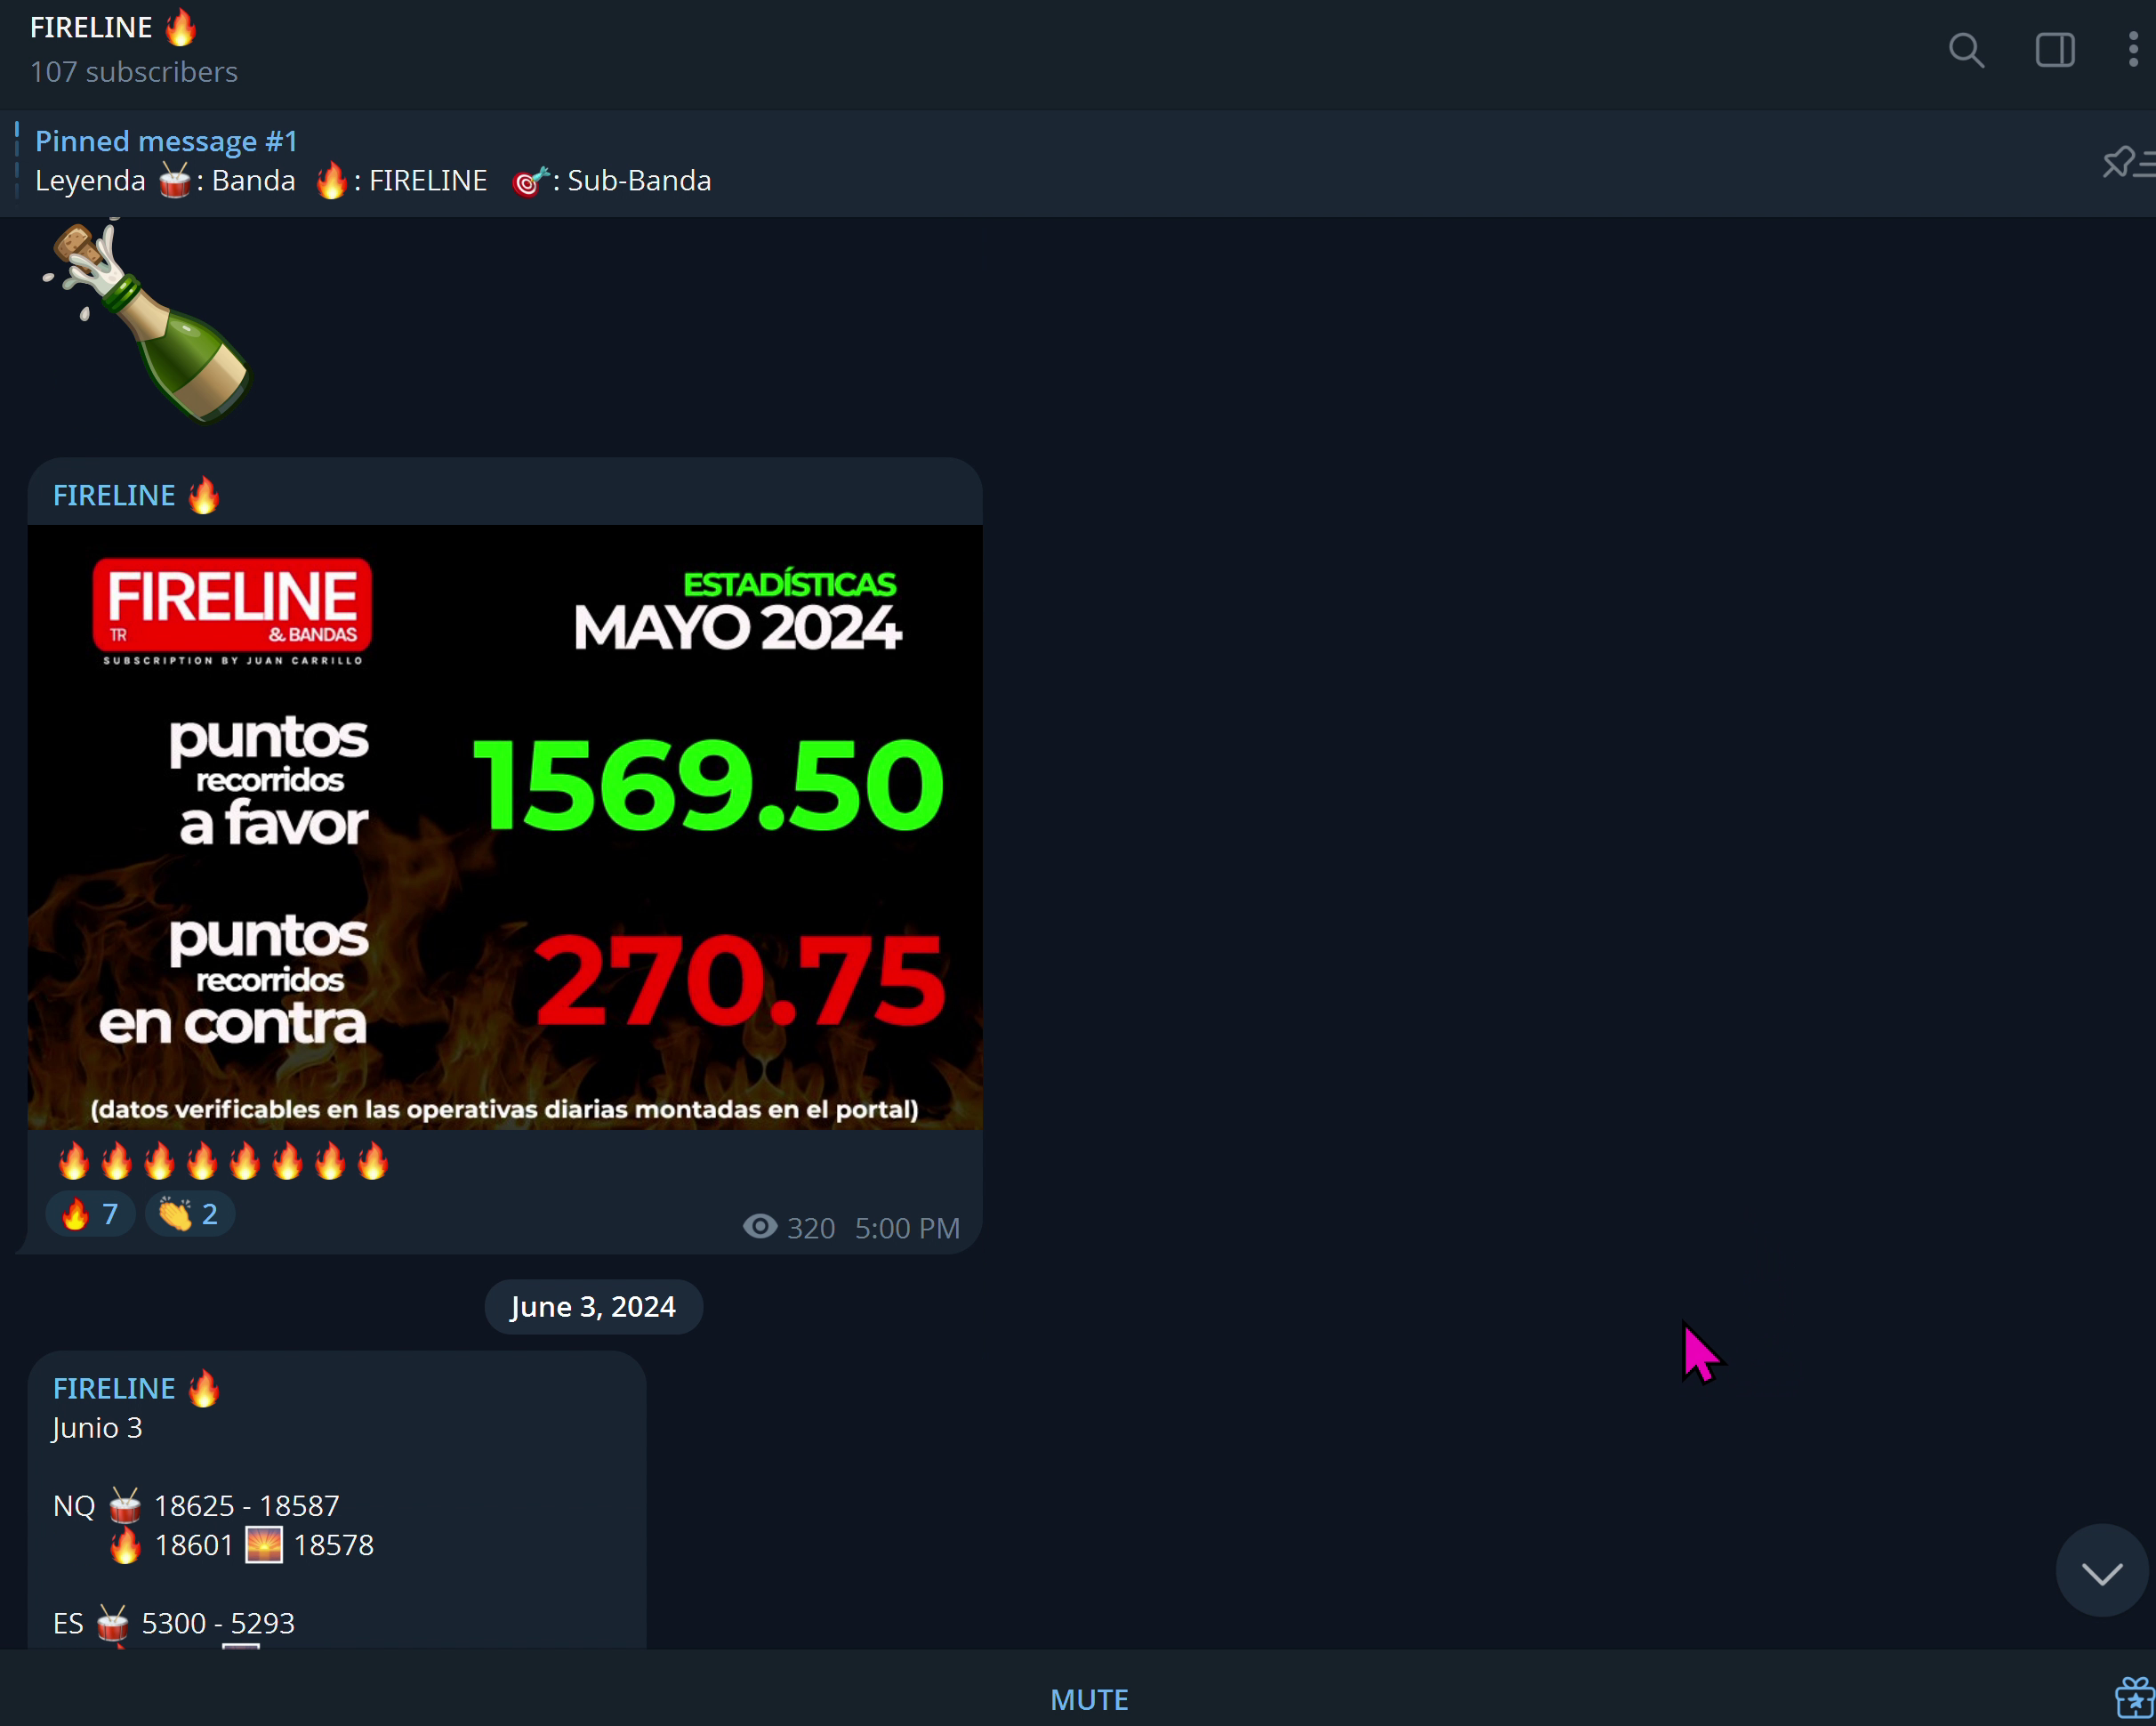 FIRELINE 🔥
107 subscribers
Pinned message #1
Leyenda 🥁: Banda 🔥: FIRELINE 🎯: Sub-Banda
FIRELINE 🔥
FIRELINE
TR & BANDAS
SUBSCRIPTION BY JUAN CARRILLO
ESTADÍSTICAS
MAYO 2024
puntos
recorridos
a favor
1569.50
puntos
recorridos
en contra
270.75
(datos verificables en las operativas diarias montadas en el portal)
🔥🔥🔥🔥🔥🔥🔥🔥
🔥 7 👏 2
320 5:00 PM
June 3, 2024
FIRELINE 🔥
Junio 3
NQ 🥁 18625 - 18587
🔥 18601 🌅 18578
ES 🥁 5300 - 5293
MUTE